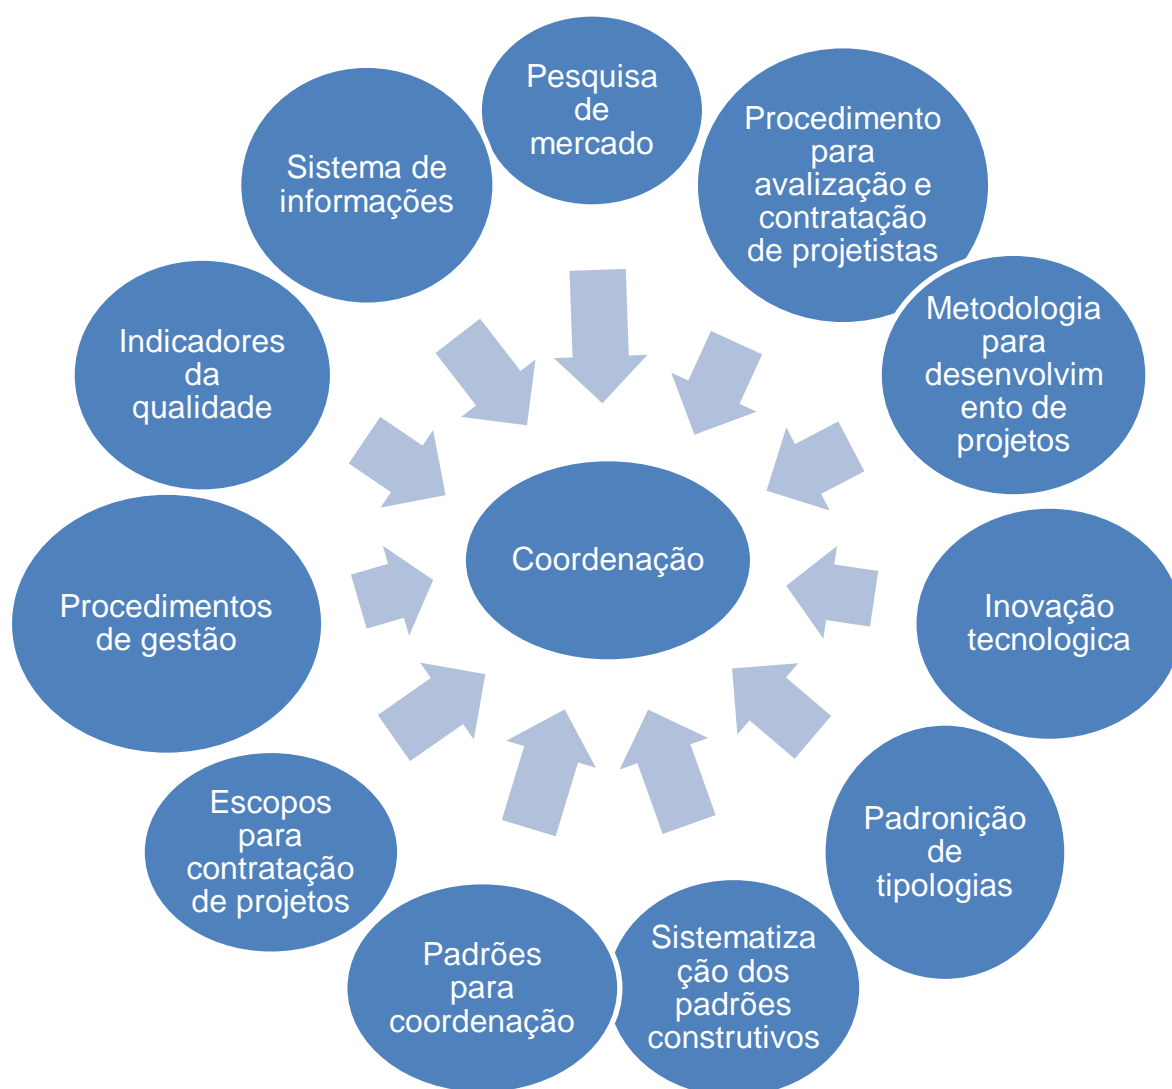 Pesquisa
de
mercado
Procedimento
para
avalização e
contratação
de projetistas
Metodologia
para
desenvolvim
ento de
projetos
Inovação
tecnologica
Padronição
de
tipologias
Sistematiza
ção dos
padrões
construtivos
Padrões
para
coordenação
Escopos
para
contratação
de projetos
Procedimentos
de gestão
Indicadores
da
qualidade
Sistema de
informações
Coordenação